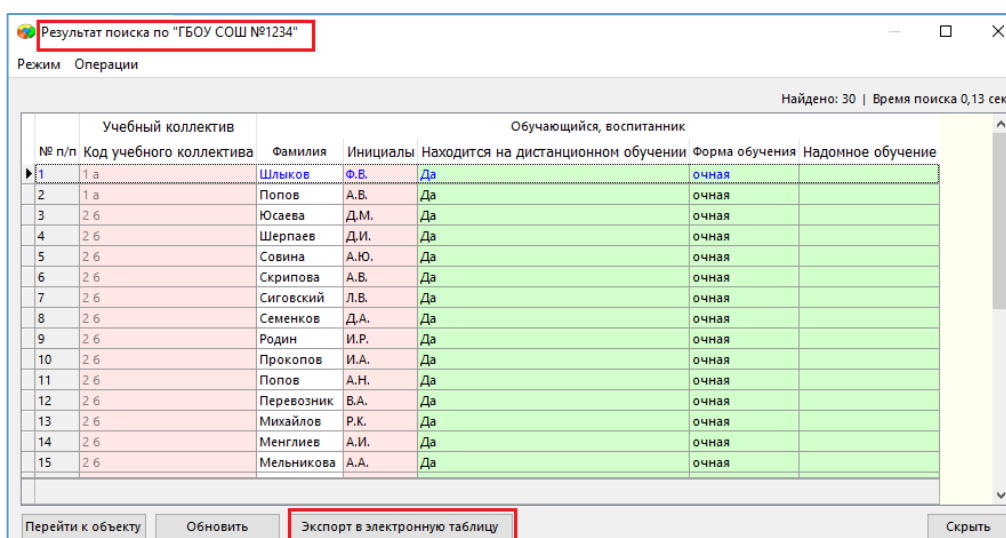 Результат поиска по "ГБОУ СОШ №1234"
Режим Операции
Найдено: 30 | Время поиска 0,13 сек
Учебный коллектив Обучающийся, воспитанник
№ п/п Код учебного коллектива Фамилия Инициалы Находится на дистанционном обучении Форма обучения Надомное обучение
1 1 а Шлыков Ф.В. Да очная
2 1 а Попов А.В. Да очная
3 2 б Юсаева Д.М. Да очная
4 2 б Шерпаев Д.И. Да очная
5 2 б Совина А.Ю. Да очная
6 2 б Скрипова А.В. Да очная
7 2 б Сиговский Л.В. Да очная
8 2 б Семенков Д.А. Да очная
9 2 б Родин И.Р. Да очная
10 2 б Прокопов И.А. Да очная
11 2 б Попов А.Н. Да очная
12 2 б Перевозник В.А. Да очная
13 2 б Михайлов Р.К. Да очная
14 2 б Менглиев А.И. Да очная
15 2 б Мельникова А.А. Да очная
Перейти к объекту Обновить Экспорт в электронную таблицу Скрыть